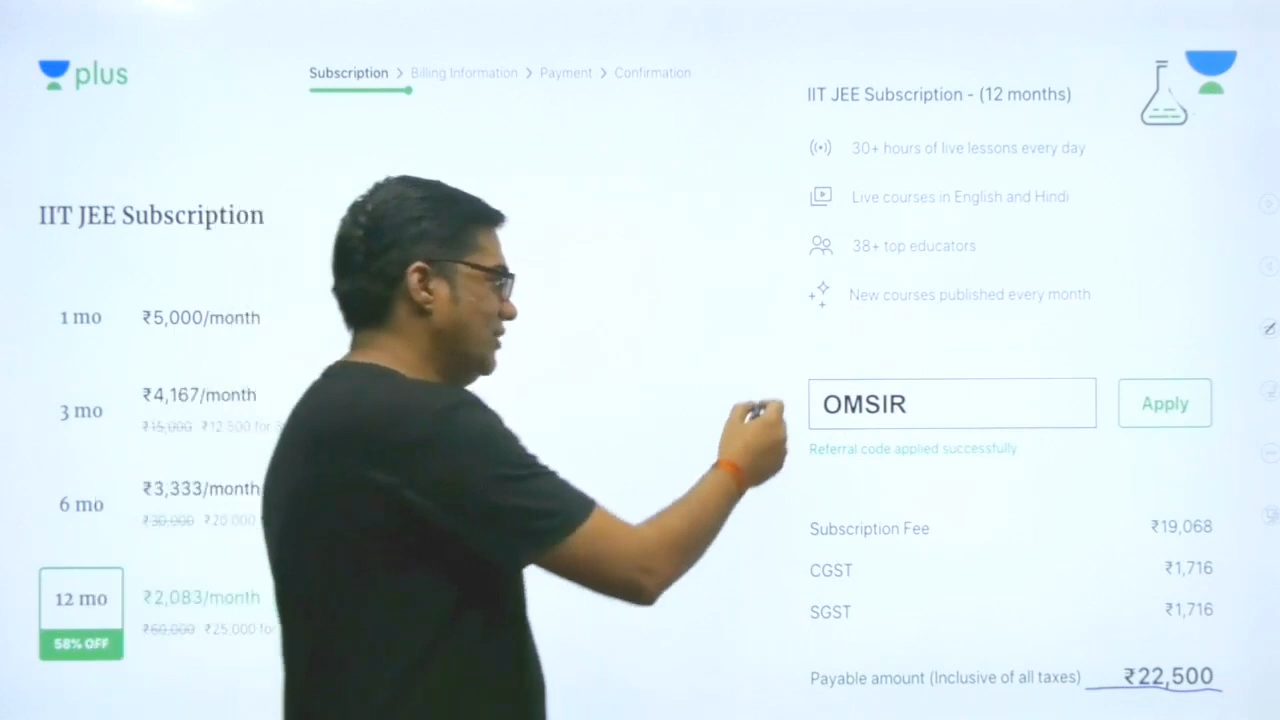 plus
Subscription > Billing Information > Payment > Confirmation
IIT JEE Subscription
1 mo ₹5,000/month
3 mo ₹4,167/month
₹15,000 ₹12,500 for
6 mo ₹3,333/month
₹30,000 ₹20,000
12 mo ₹2,083/month
₹60,000 ₹25,000 for
58% OFF
IIT JEE Subscription - (12 months)
30+ hours of live lessons every day
Live courses in English and Hindi
38+ top educators
New courses published every month
OMSIR Apply
Referral code applied successfully
Subscription Fee ₹19,068
CGST ₹1,716
SGST ₹1,716
Payable amount (Inclusive of all taxes) ₹22,500